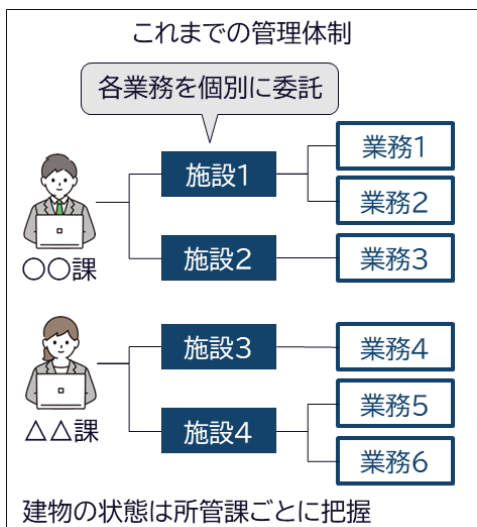 これまでの管理体制
各業務を個別に委託
施設1
業務1
業務2
施設2
業務3
〇〇課
施設3
業務4
施設4
業務5
業務6
△△課
建物の状態は所管課ごとに把握